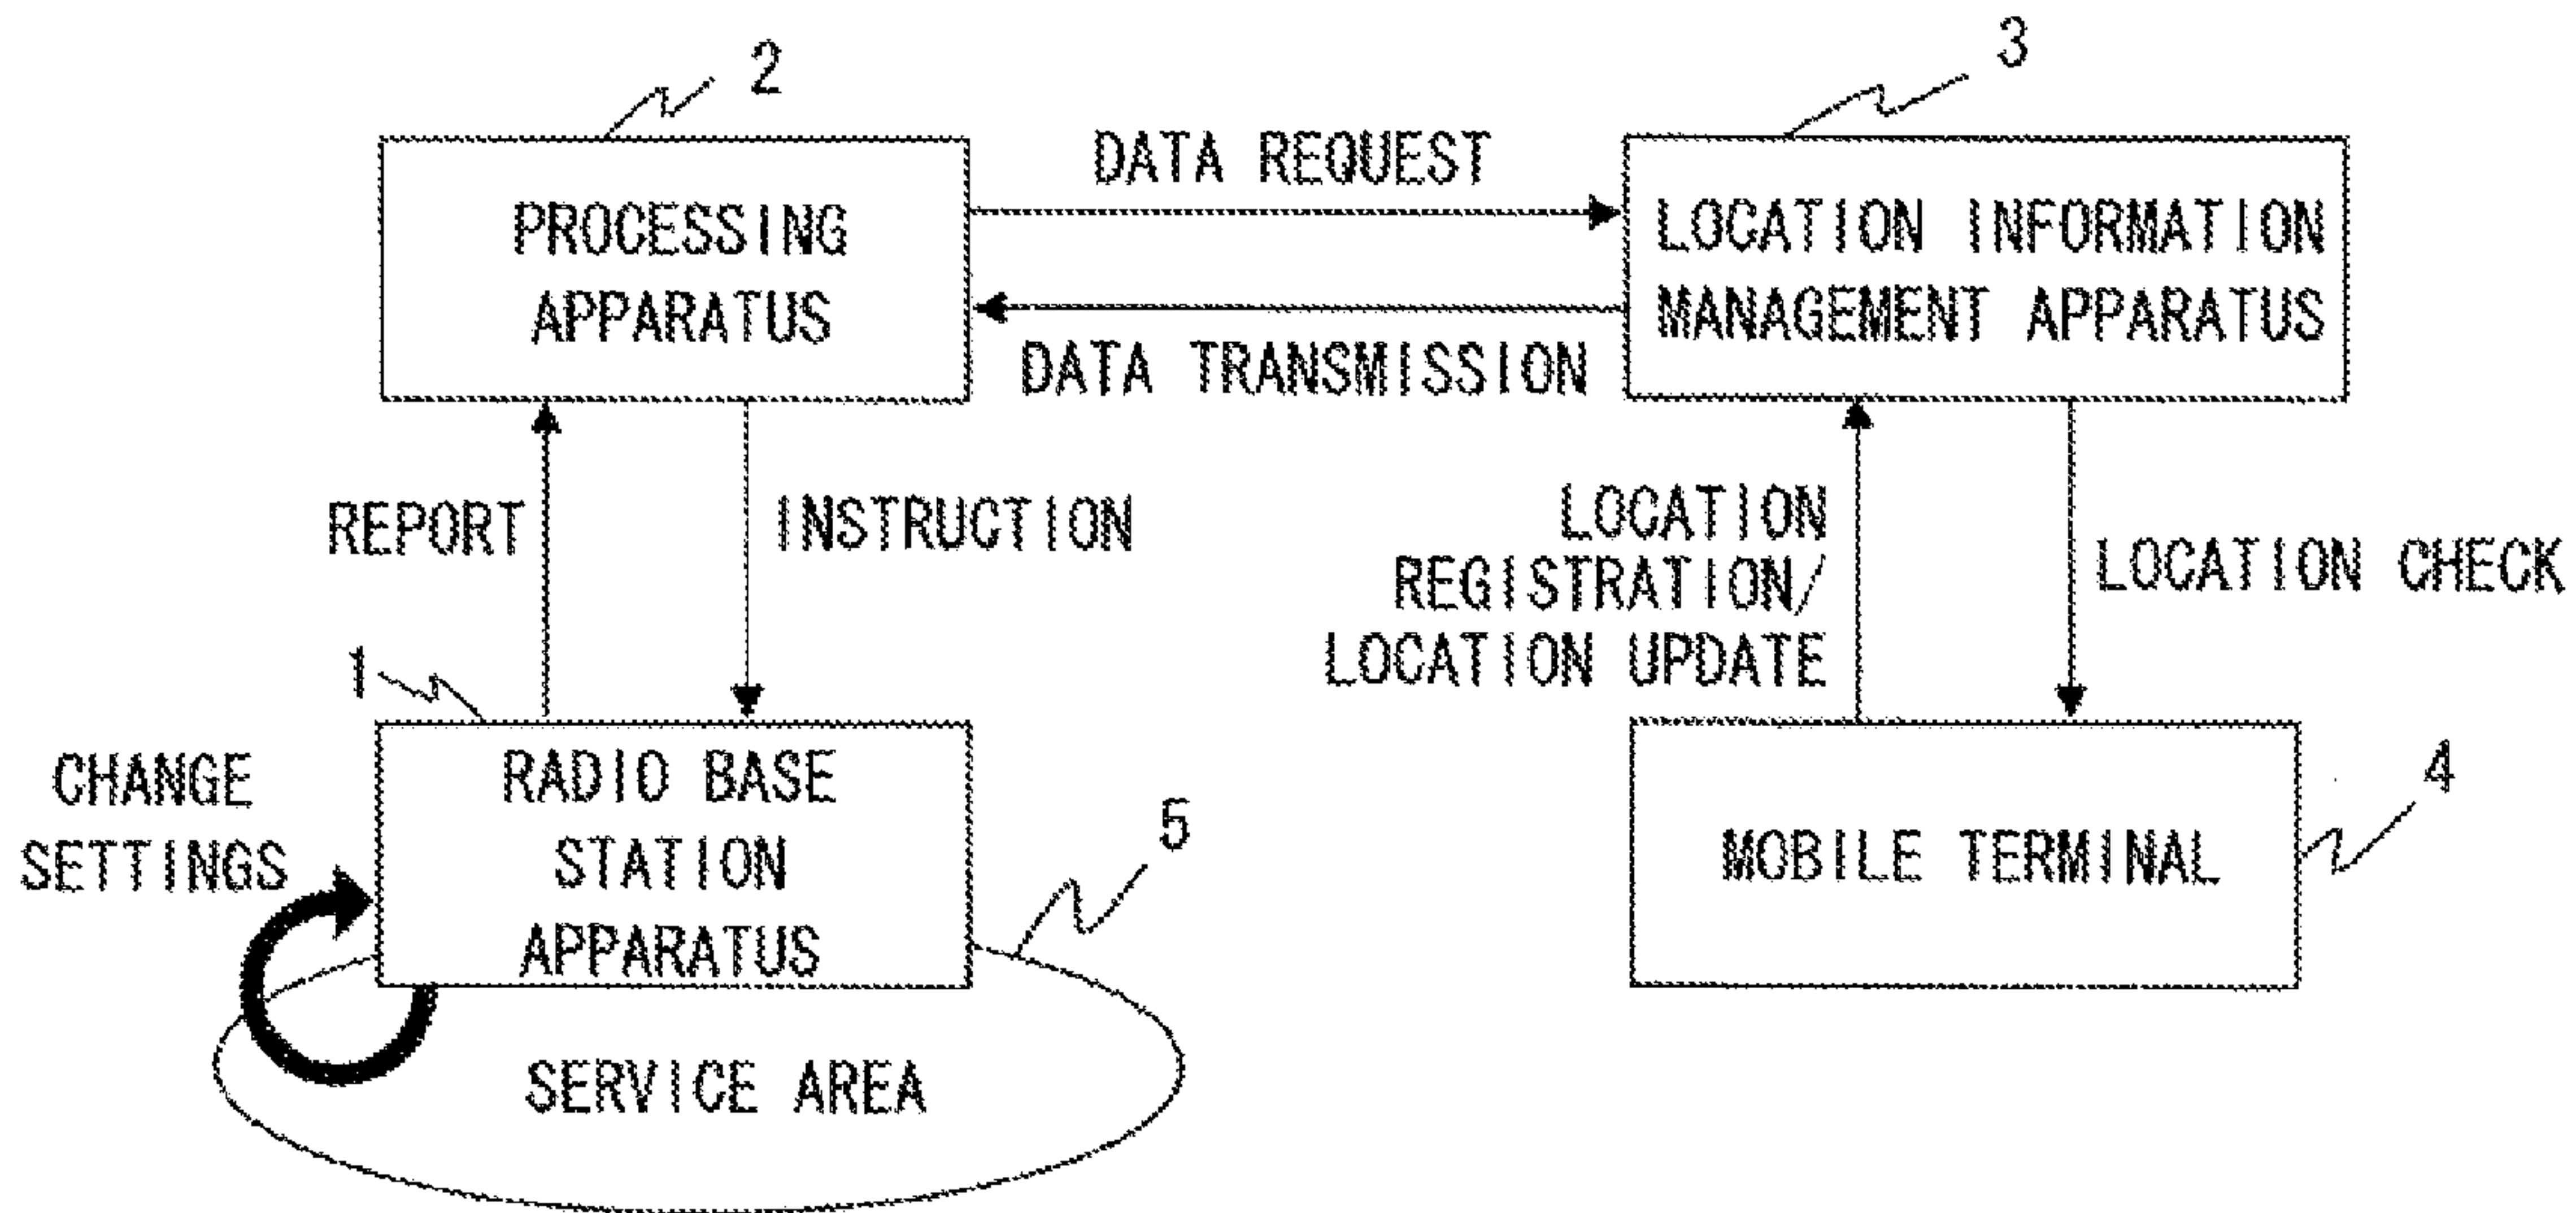 2
3
PROCESSING
APPARATUS
DATA REQUEST
DATA TRANSMISSION
LOCATION INFORMATION
MANAGEMENT APPARATUS
REPORT
INSTRUCTION
LOCATION
REGISTRATION/
LOCATION UPDATE
LOCATION CHECK
1
CHANGE
SETTINGS
RADIO BASE
STATION
APPARATUS
5
MOBILE TERMINAL
4
SERVICE AREA